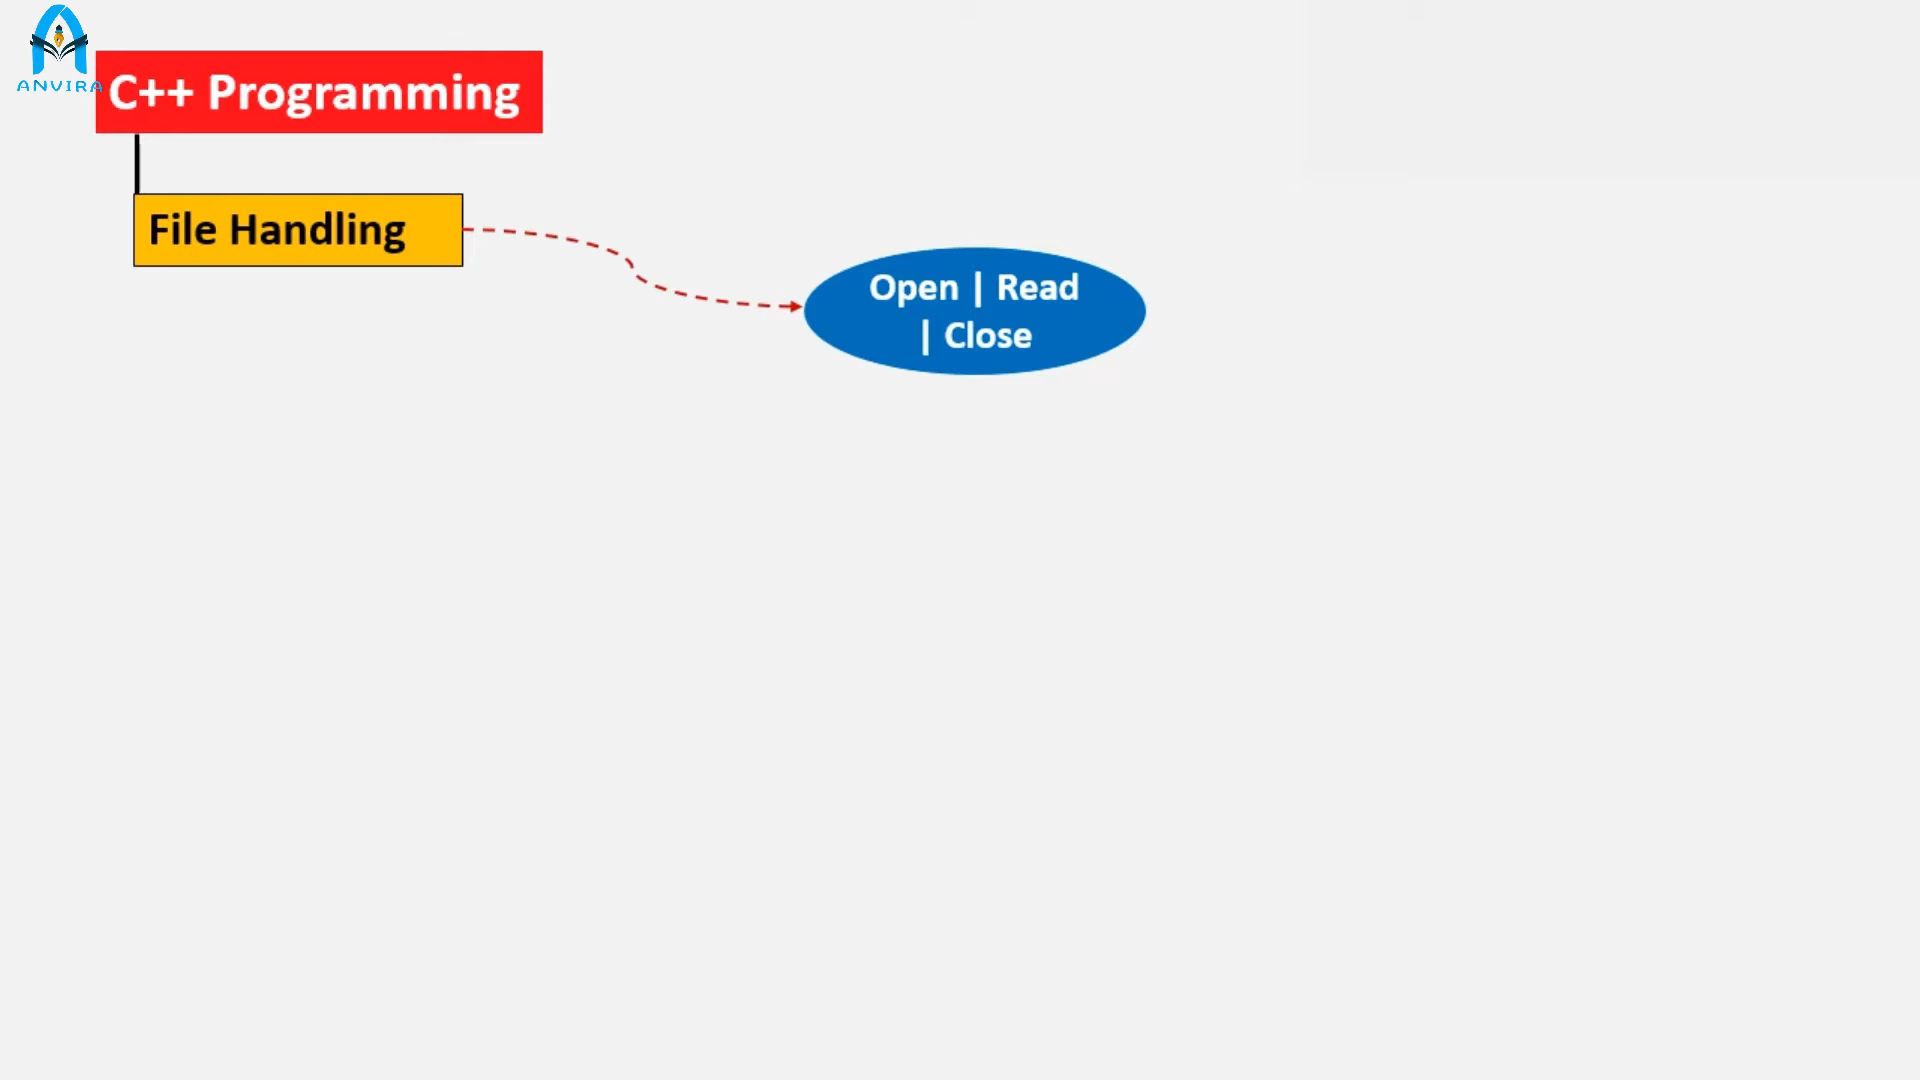 ANVIRA
C++ Programming
File Handling
Open | Read
| Close